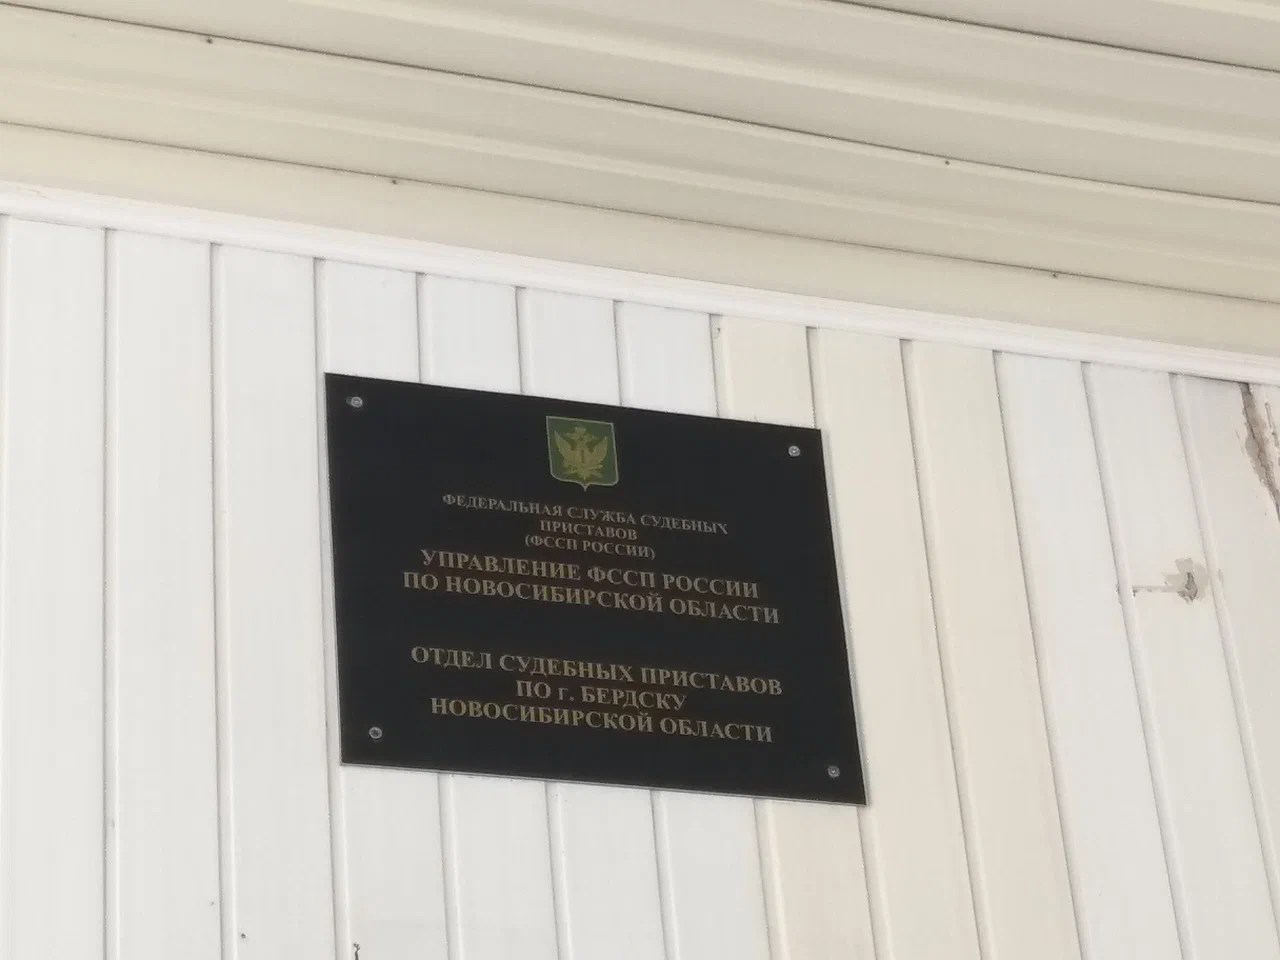 ФЕДЕРАЛЬНАЯ СЛУЖБА СУДЕБНЫХ
ПРИСТАВОВ
(ФССП РОССИИ)
УПРАВЛЕНИЕ ФССП РОССИИ
ПО НОВОСИБИРСКОЙ ОБЛАСТИ
ОТДЕЛ СУДЕБНЫХ ПРИСТАВОВ
ПО г. БЕРДСКУ
НОВОСИБИРСКОЙ ОБЛАСТИ